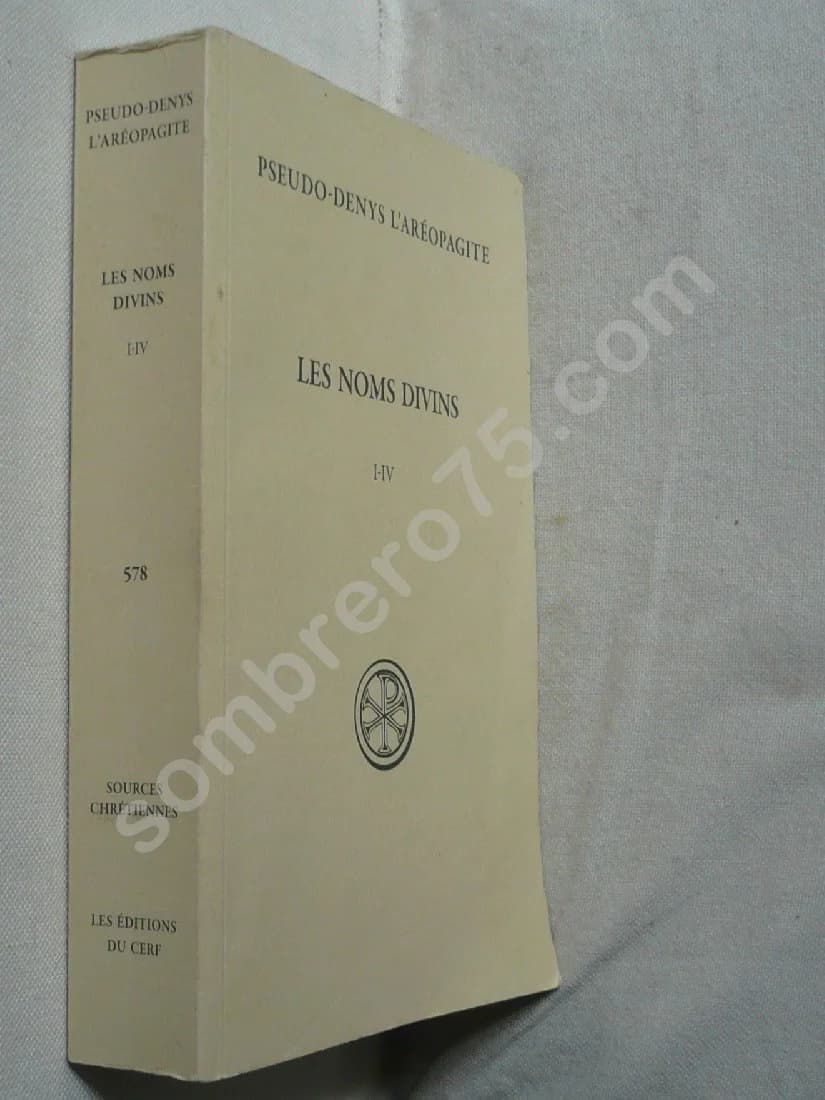 PSEUDO-DENYS
L'ARÉOPAGITE
LES NOMS
DIVINS
I-IV
578
SOURCES
CHRÉTIENNES
LES ÉDITIONS
DU CERF
PSEUDO-DENYS L'ARÉOPAGITE
LES NOMS DIVINS
I-IV
sombrero75.com